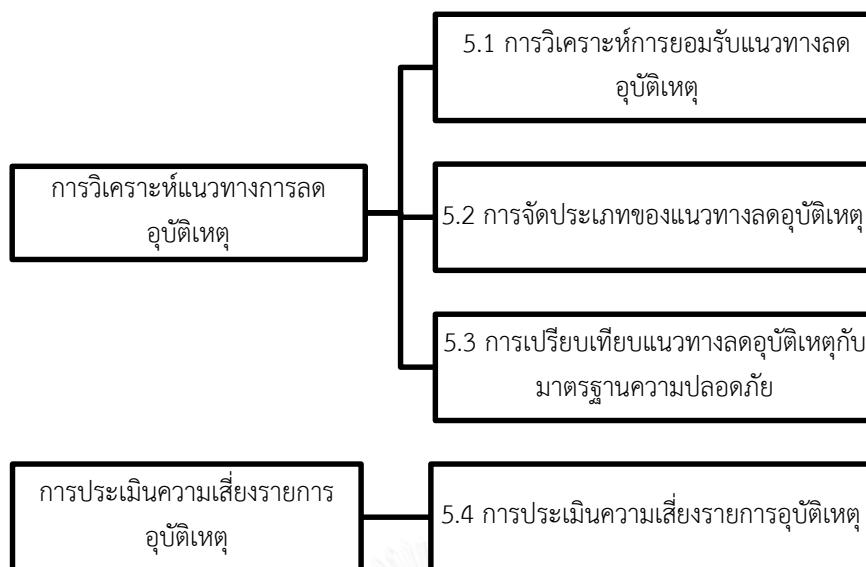 5.1 การวิเคราะห์การยอมรับแนวทางลด
อุบัติเหตุ
การวิเคราะห์แนวทางการลด
อุบัติเหตุ
5.2 การจัดประเภทของแนวทางลดอุบัติเหตุ
5.3 การเปรียบเทียบแนวทางลดอุบัติเหตุกับ
มาตรฐานความปลอดภัย
การประเมินความเสี่ยงรายการ
อุบัติเหตุ
5.4 การประเมินความเสี่ยงรายการอุบัติเหตุ